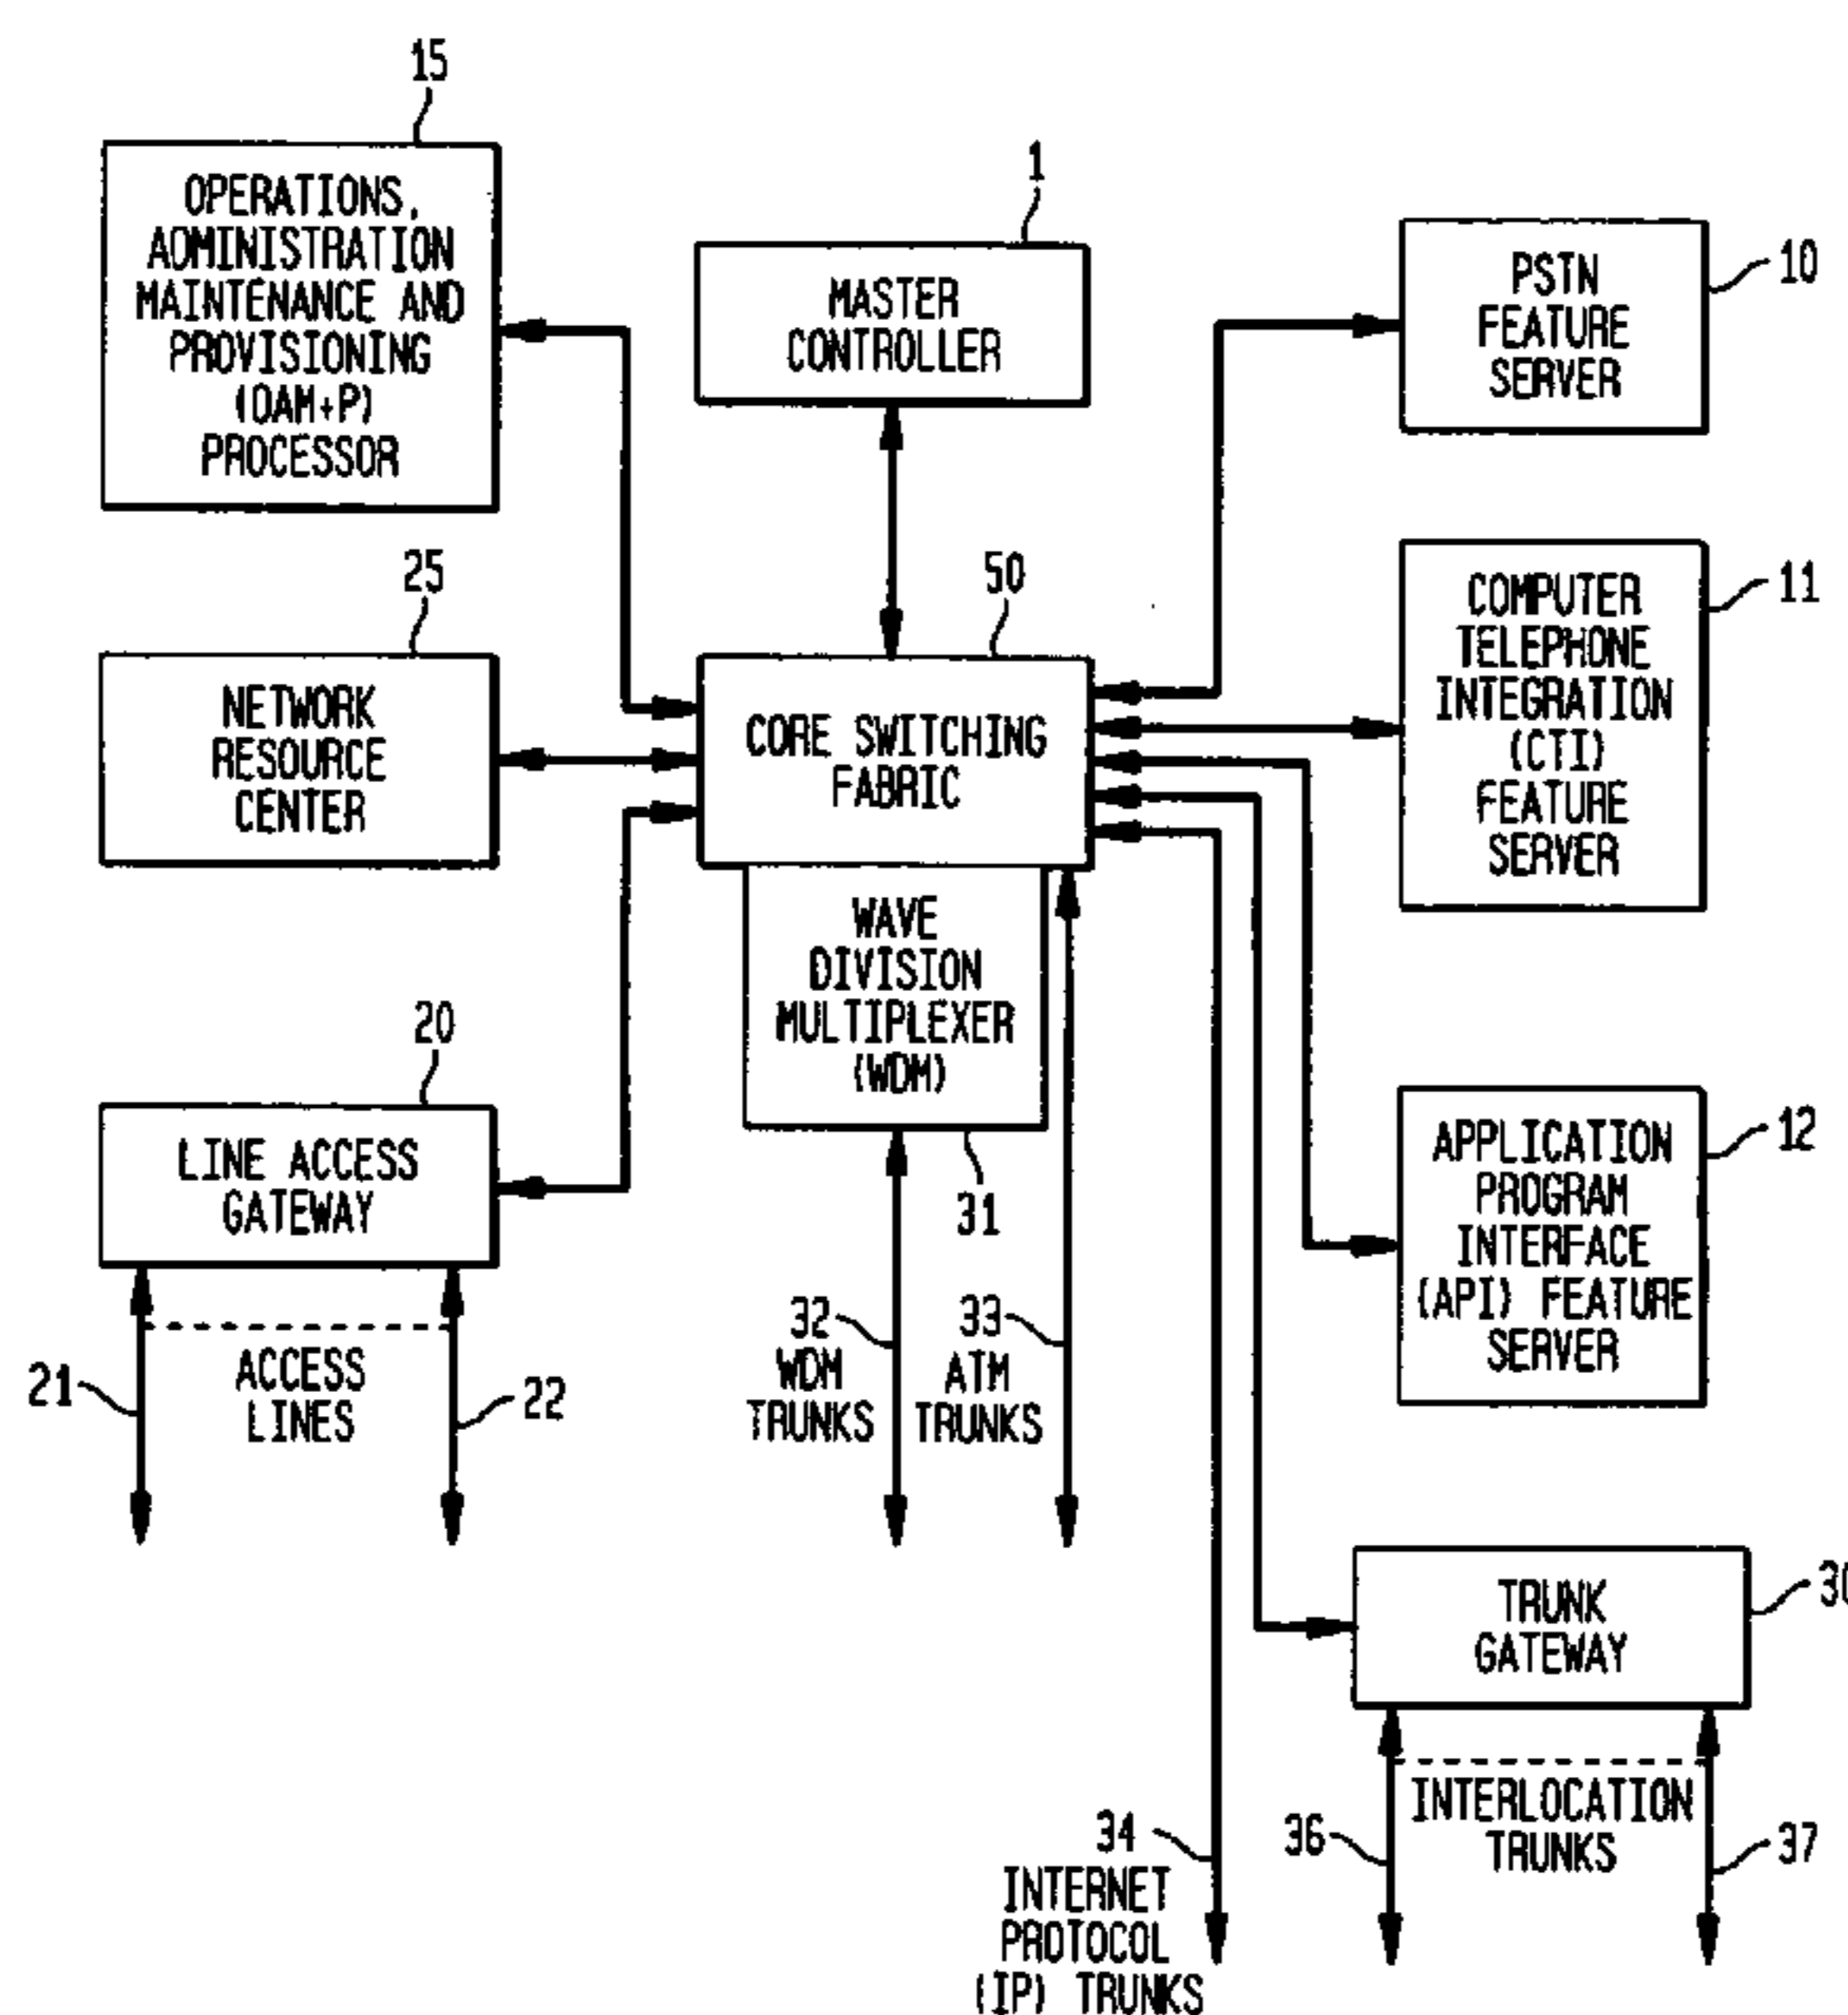 15
OPERATIONS,
ADMINISTRATION
MAINTENANCE AND
PROVISIONING
(OAM+P)
PROCESSOR
1
MASTER
CONTROLLER
10
PSTN
FEATURE
SERVER
25
NETWORK
RESOURCE
CENTER
50
CORE SWITCHING
FABRIC
11
COMPUTER
TELEPHONE
INTEGRATION
(CTI)
FEATURE
SERVER
WAVE
DIVISION
MULTIPLEXER
(WDM)
31
20
LINE ACCESS
GATEWAY
21
ACCESS
LINES
22
32
WDM
TRUNKS
33
ATM
TRUNKS
12
APPLICATION
PROGRAM
INTERFACE
(API) FEATURE
SERVER
30
TRUNK
GATEWAY
34
INTERNET
PROTOCOL
(IP) TRUNKS
36
INTERLOCATION
TRUNKS
37